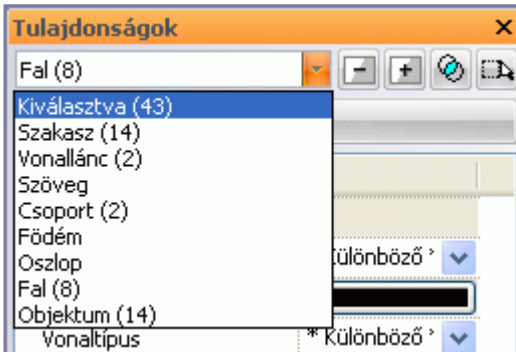 Tulajdonságok
Fal (8)
Kiválasztva (43)
Szakasz (14)
Vonallánc (2)
Szöveg
Csoport (2)
Födém
Oszlop
Fal (8)
Objektum (14)
Különböző
Vonaltípus * Különböző